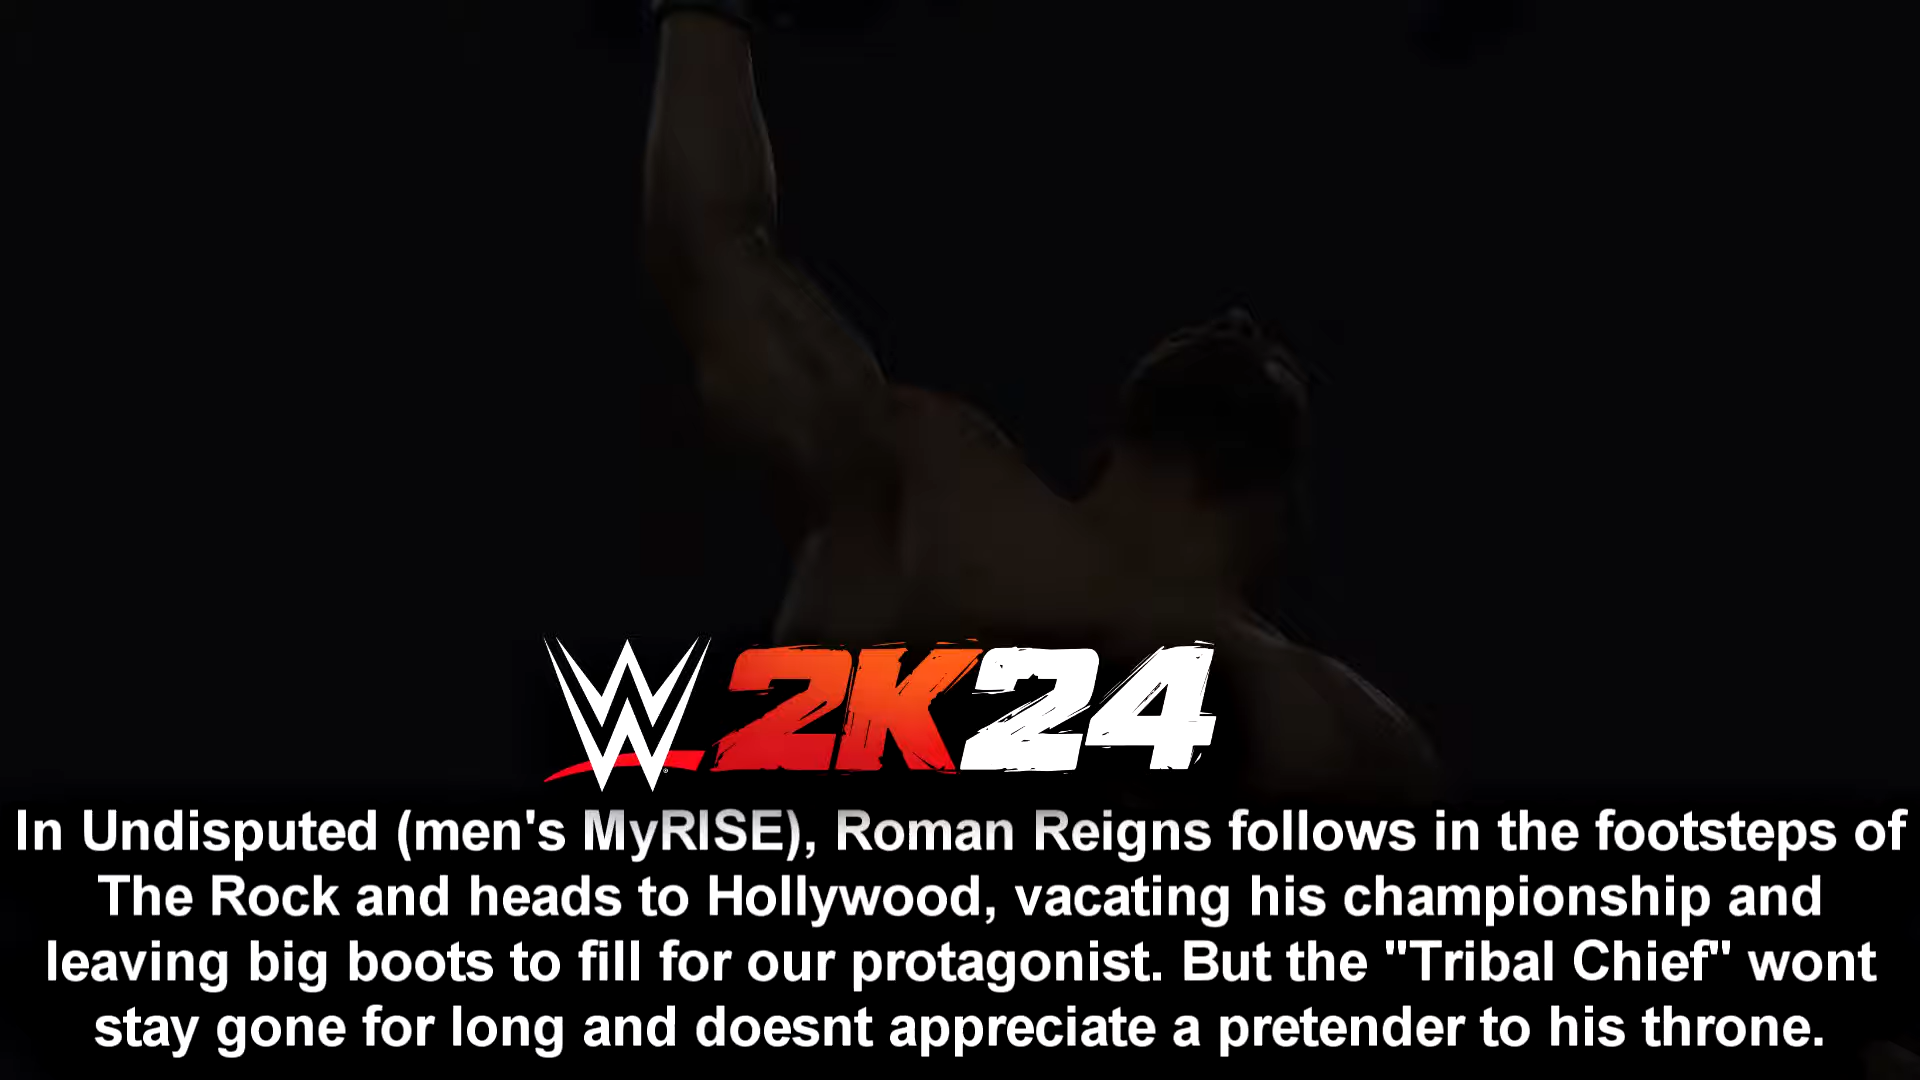 W 2K24
In Undisputed (men's MyRISE), Roman Reigns follows in the footsteps of
The Rock and heads to Hollywood, vacating his championship and
leaving big boots to fill for our protagonist. But the "Tribal Chief" wont
stay gone for long and doesnt appreciate a pretender to his throne.